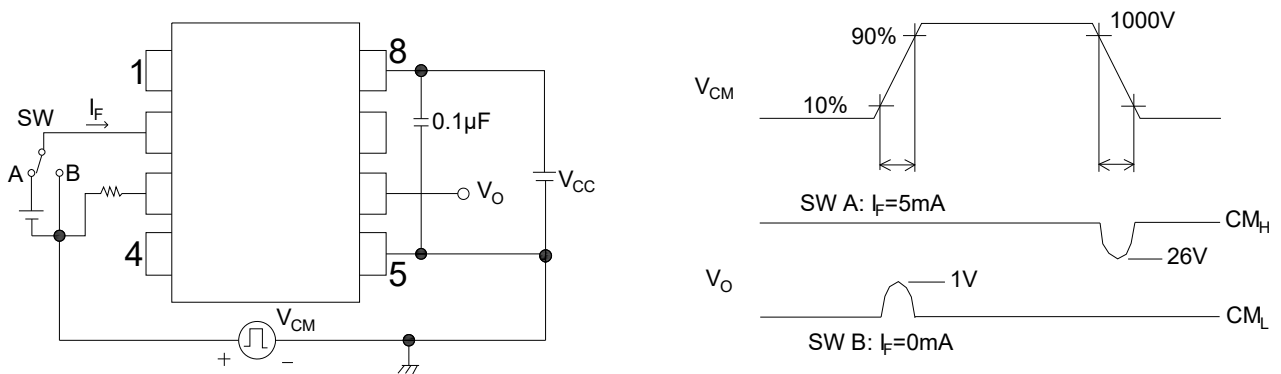 1
8
SW
I_F
A
B
0.1µF
V_CC
V_O
4
5
V_CM
+
-
90%
1000V
V_CM
10%
SW A: I_F=5mA
CM_H
26V
V_O
1V
CM_L
SW B: I_F=0mA